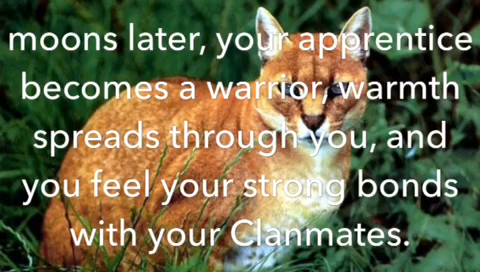 moons later, your apprentice
becomes a warrior, warmth
spreads through you, and
you feel your strong bonds
with your Clanmates.